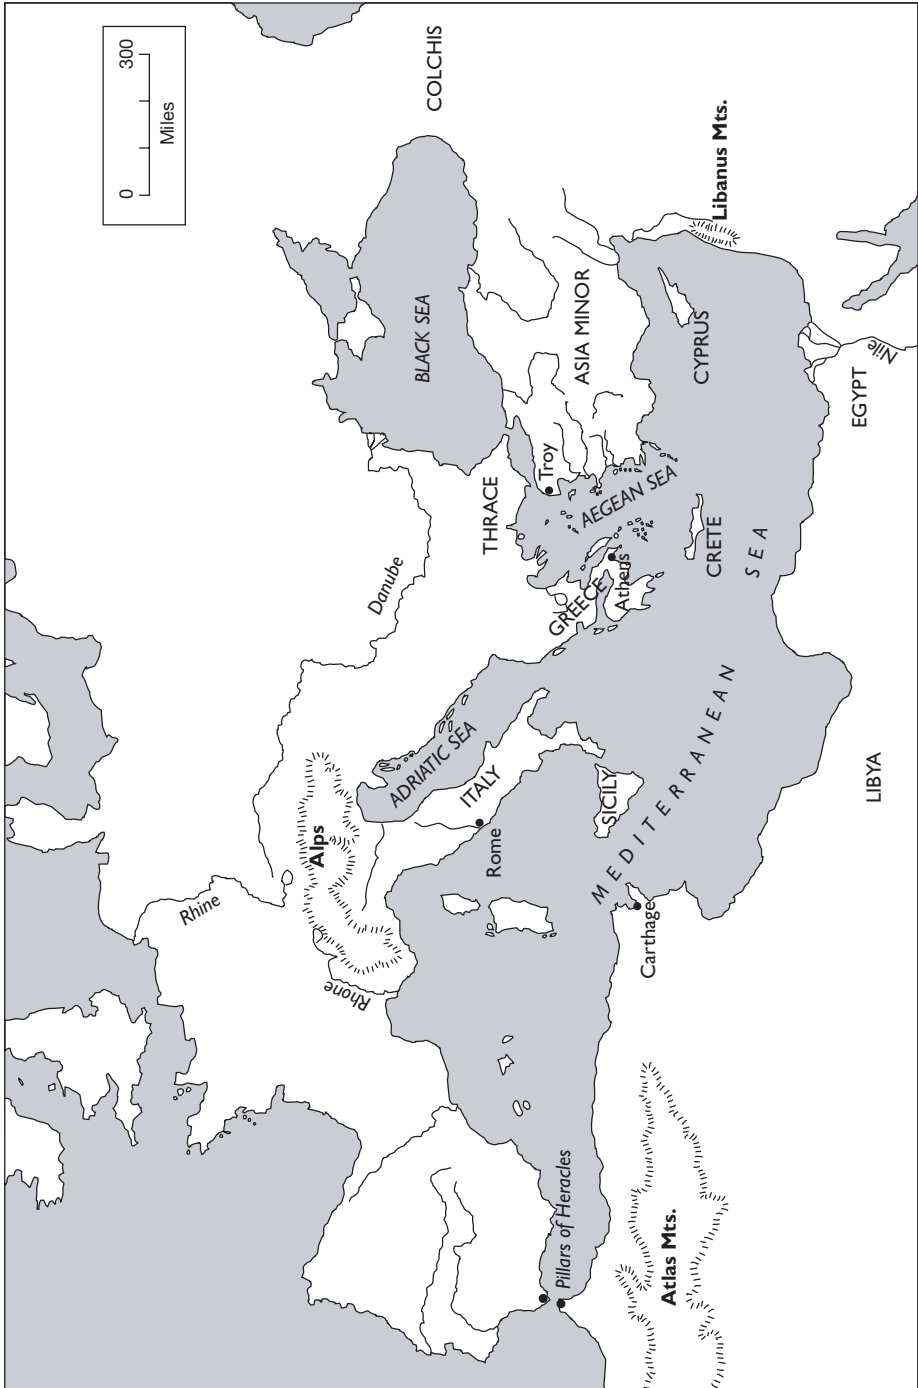 0 300
Miles
COLCHIS
BLACK SEA
Libanus Mts.
ASIA MINOR
CYPRUS
Nile
EGYPT
Troy
THRACE
AEGEAN SEA
Danube
GREECE
Athens
CRETE
MEDITERRANEAN SEA
ADRIATIC SEA
ITALY
SICILY
LIBYA
Alps
Rome
Rhine
Rhone
Carthage
Pillars of Heracles
Atlas Mts.